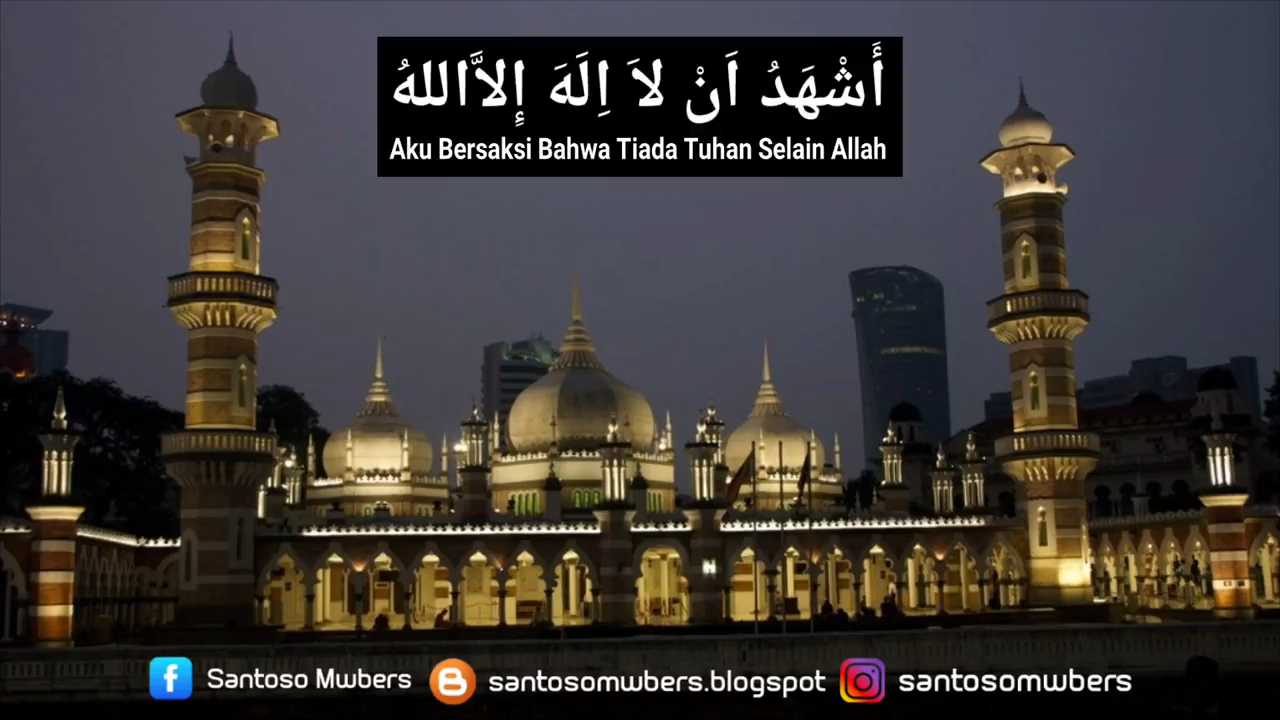 أَشْهَدُ اَنْ لاَ اِلَهَ إِلاَّاللهُ
Aku Bersaksi Bahwa Tiada Tuhan Selain Allah
Santoso Mwbers santosomwbers.blogspot santosomwbers